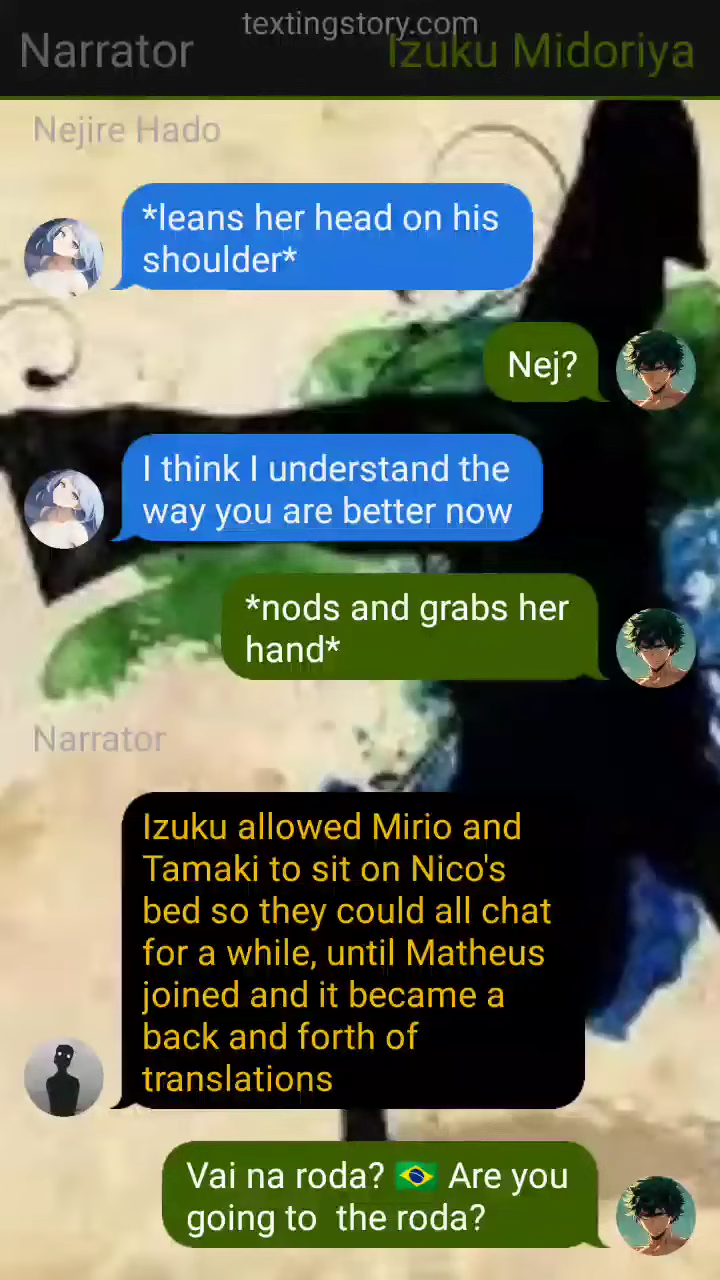 textingstory.com
Narrator
Izuku Midoriya
Nejire Hado
*leans her head on his
shoulder*
Nej?
I think I understand the
way you are better now
*nods and grabs her
hand*
Narrator
Izuku allowed Mirio and
Tamaki to sit on Nico's
bed so they could all chat
for a while, until Matheus
joined and it became a
back and forth of
translations
Vai na roda? 🇧🇷 Are you
going to  the roda?